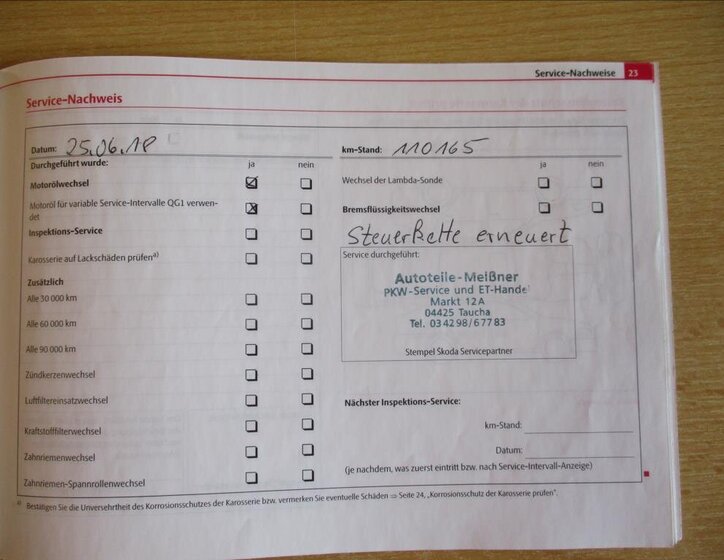 Service-Nachweise 23
Service-Nachweis
Datum: 25.06.18
km-Stand: 110165
Durchgeführt wurde: ja nein
ja nein
Motorölwechsel
Wechsel der Lambda-Sonde
Motoröl für variable Service-Intervalle QG1 verwen-
det
Bremsflüssigkeitswechsel
Inspektions-Service
Steuerkette erneuert
Karosserie auf Lackschäden prüfen a)
Service durchgeführt:
Autoteile-Meißner
PKW-Service und ET-Handel
Markt 12A
04425 Taucha
Tel. 034298/67783
Stempel Skoda Servicepartner
Zusätzlich
Alle 30 000 km
Alle 60 000 km
Alle 90 000 km
Zündkerzenwechsel
Luftfiltereinsatzwechsel
Kraftstofffilterwechsel
Zahnriemenwechsel
Zahnriemen-Spannrollenwechsel
Nächster Inspektions-Service:
km-Stand:
Datum:
(je nachdem, was zuerst eintritt bzw. nach Service-Intervall-Anzeige)
a) Bestätigen Sie die Unversehrtheit des Korrosionsschutzes der Karosserie bzw. vermerken Sie eventuelle Schäden ⇒ Seite 24, „Korrosionsschutz der Karosserie prüfen".